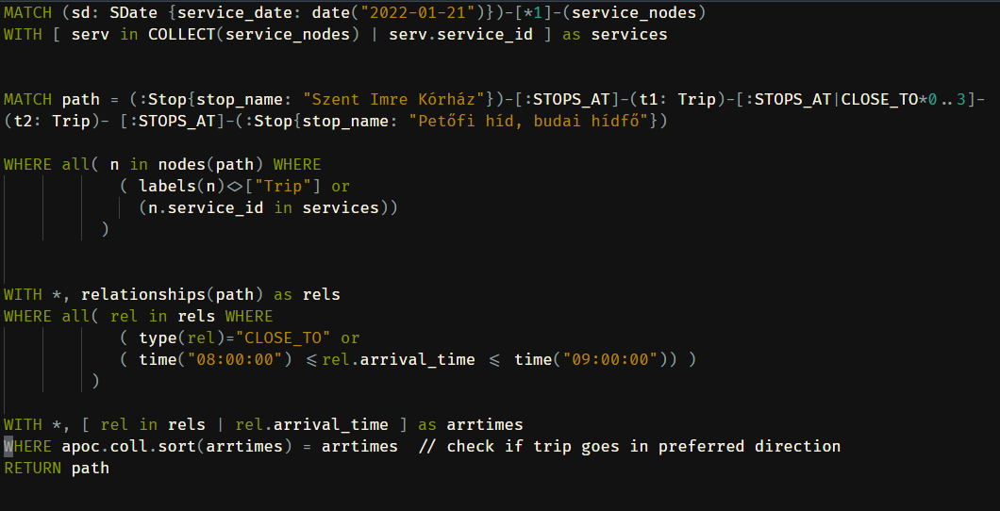 MATCH (sd: SDate {service_date: date("2022-01-21")})-[*1]-(service_nodes)
WITH [ serv in COLLECT(service_nodes) | serv.service_id ] as services
MATCH path = (:Stop{stop_name: "Szent Imre Kórház"})-[:STOPS_AT]-(t1: Trip)-[:STOPS_AT|CLOSE_TO*0..3]-
(t2: Trip)- [:STOPS_AT]-(:Stop{stop_name: "Petőfi híd, budai hídfő"})
WHERE all( n in nodes(path) WHERE
( labels(n)<>["Trip"] or
(n.service_id in services))
)
WITH *, relationships(path) as rels
WHERE all( rel in rels WHERE
( type(rel)="CLOSE_TO" or
( time("08:00:00") <=rel.arrival_time <= time("09:00:00")) )
)
WITH *, [ rel in rels | rel.arrival_time ] as arrtimes
WHERE apoc.coll.sort(arrtimes) = arrtimes  // check if trip goes in preferred direction
RETURN path